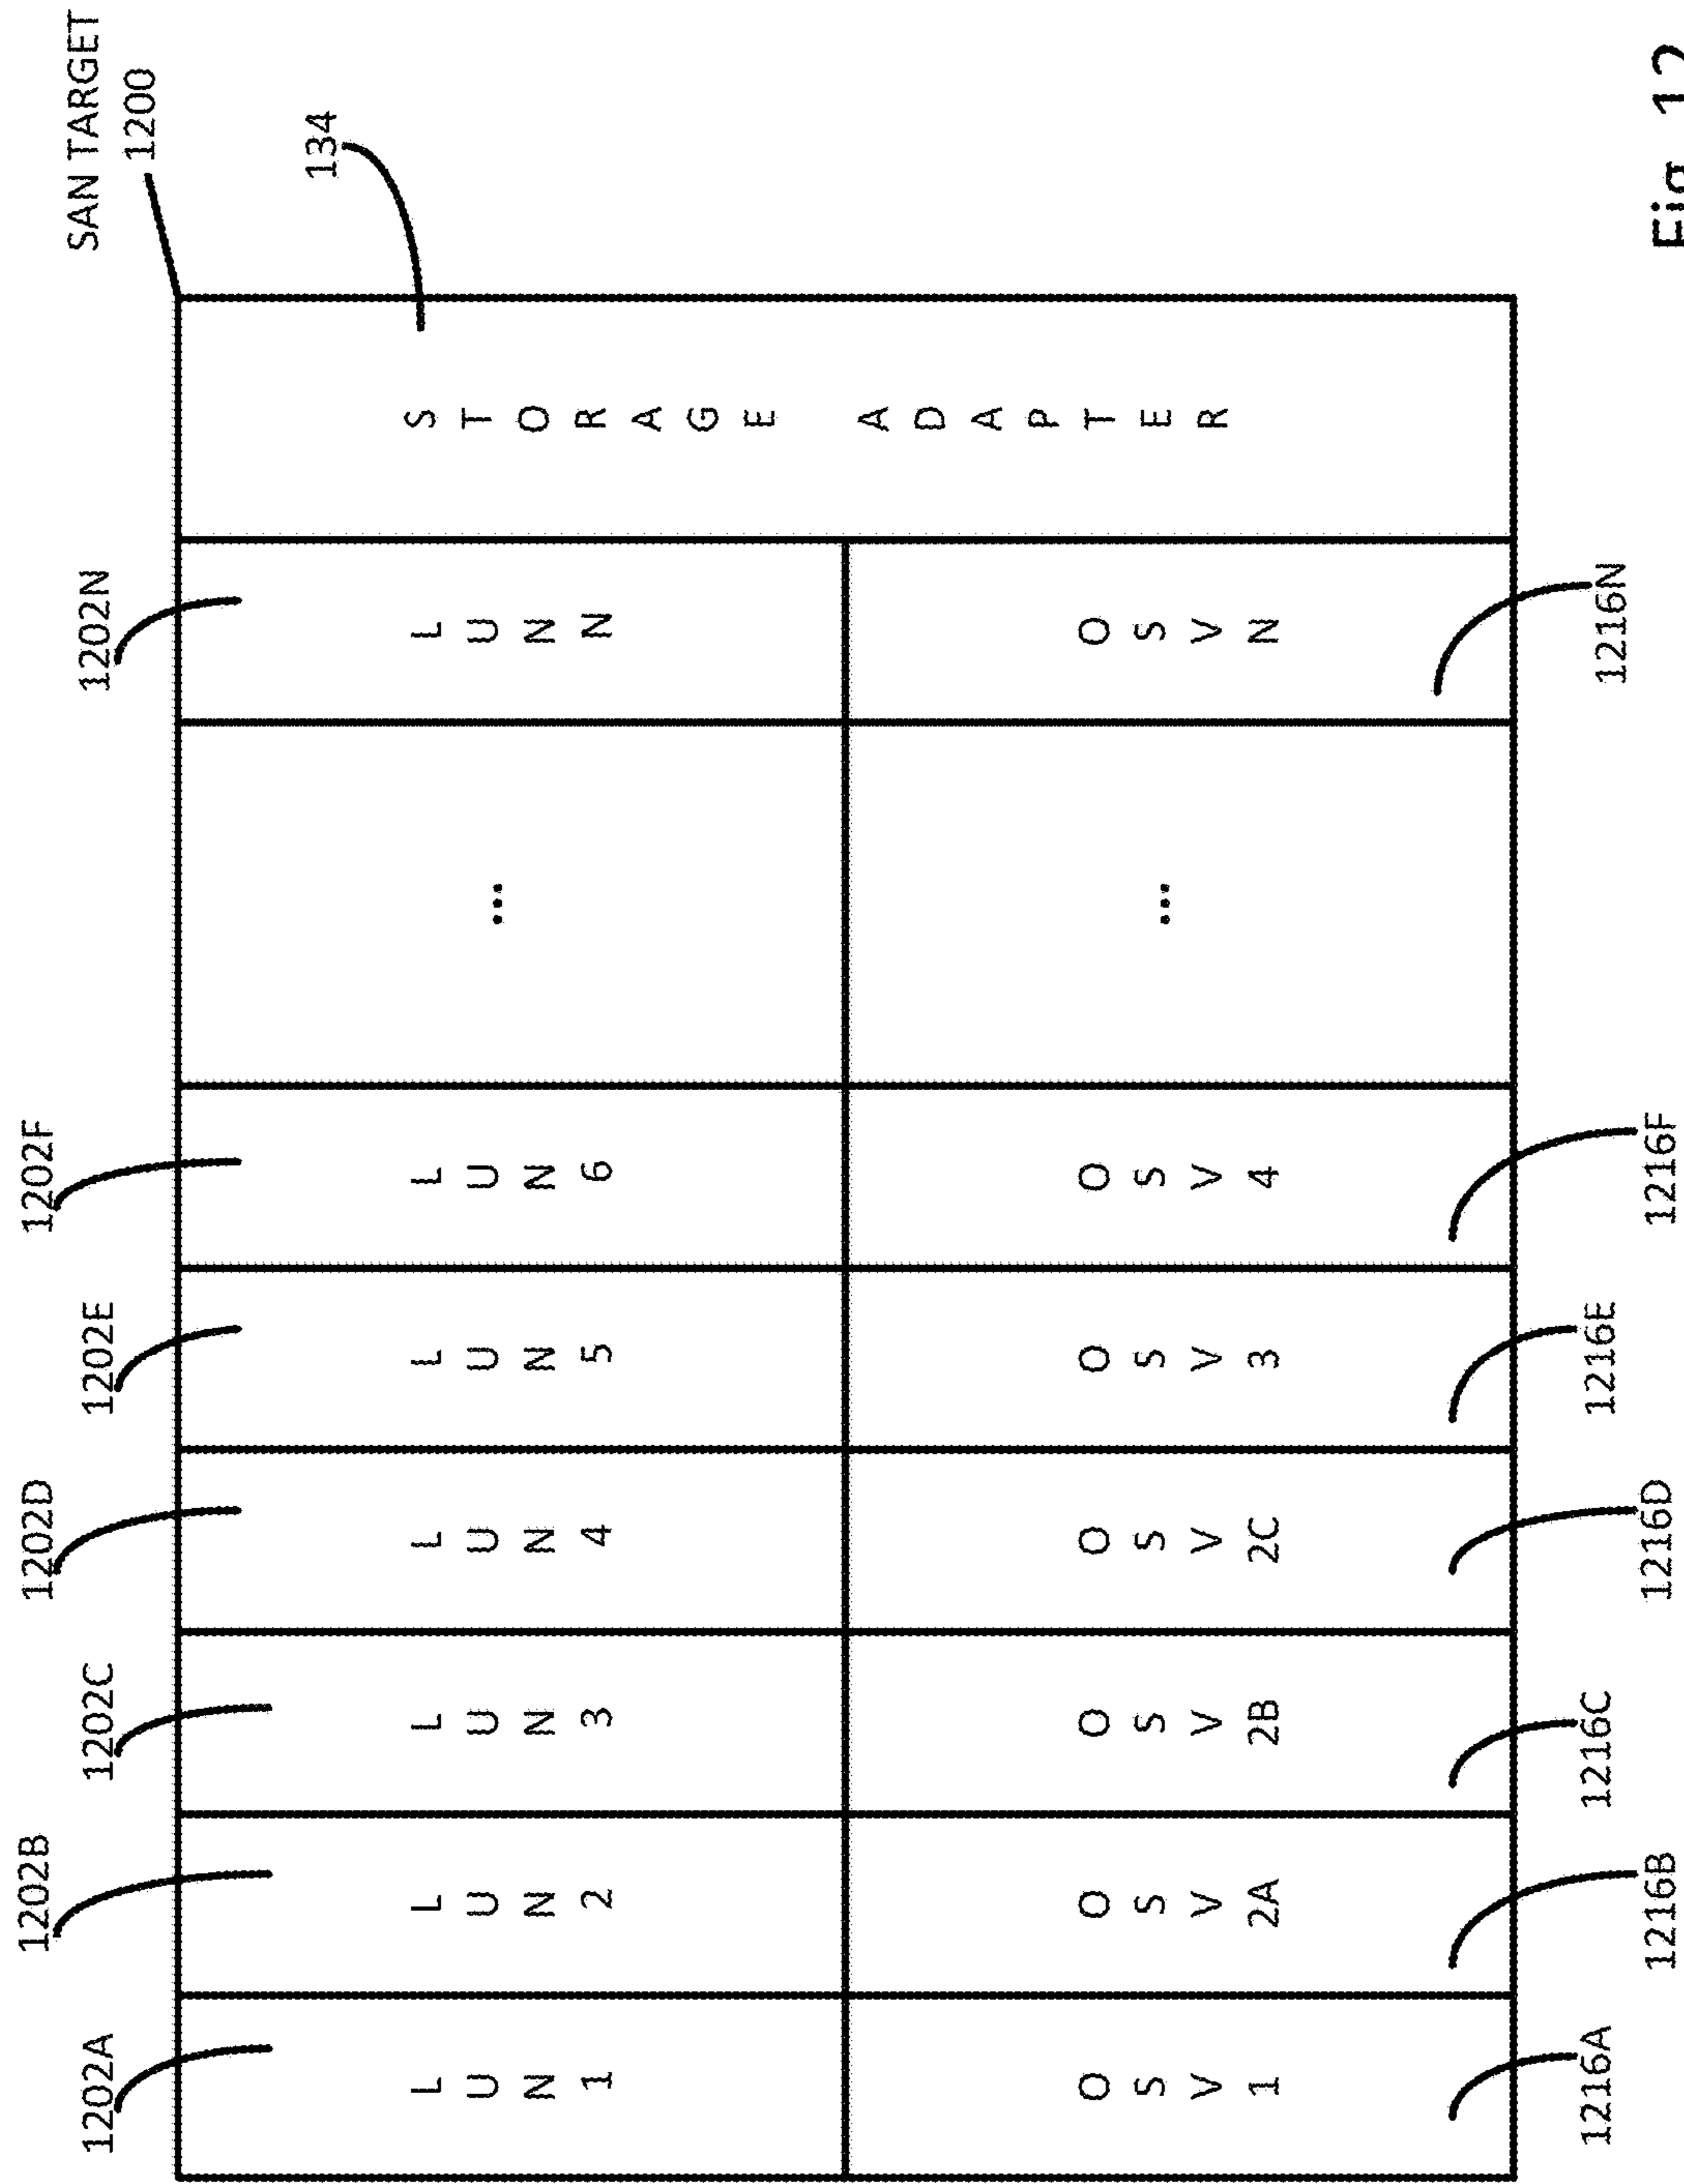 SAN TARGET
1200
134
1202A
1202B
1202C
1202D
1202E
1202F
1202N
LUN 1
LUN 2
LUN 3
LUN 4
LUN 5
LUN 6
...
LUN N
STORAGE ADAPTER
OSV 1
OSV 2A
OSV 2B
OSV 2C
OSV 3
OSV 4
...
OSV N
1216A
1216B
1216C
1216D
1216E
1216F
1216N
Fig. 12